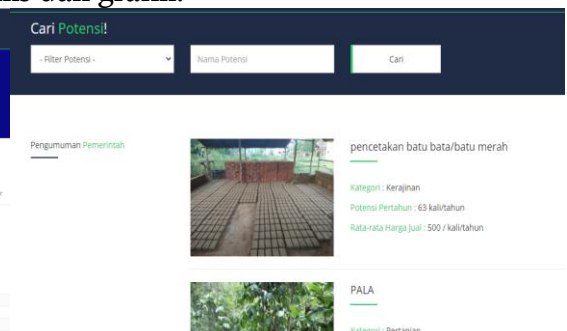 Cari Potensi!
- Filter Potensi -
Nama Potensi
Cari
Pengumuman Pemerintah
pencetakan batu bata/batu merah
Kategori : Kerajinan
Potensi Pertahun : 63 kali/tahun
Rata-rata Harga Jual : 500 / kali/tahun
PALA
Kategori : Pertanian